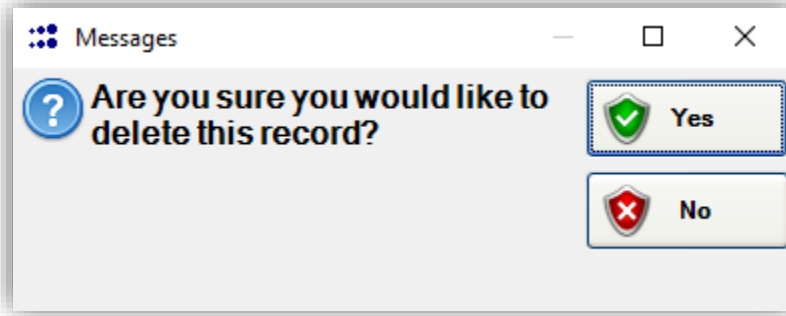 Messages
Are you sure you would like to
delete this record?
Yes
No